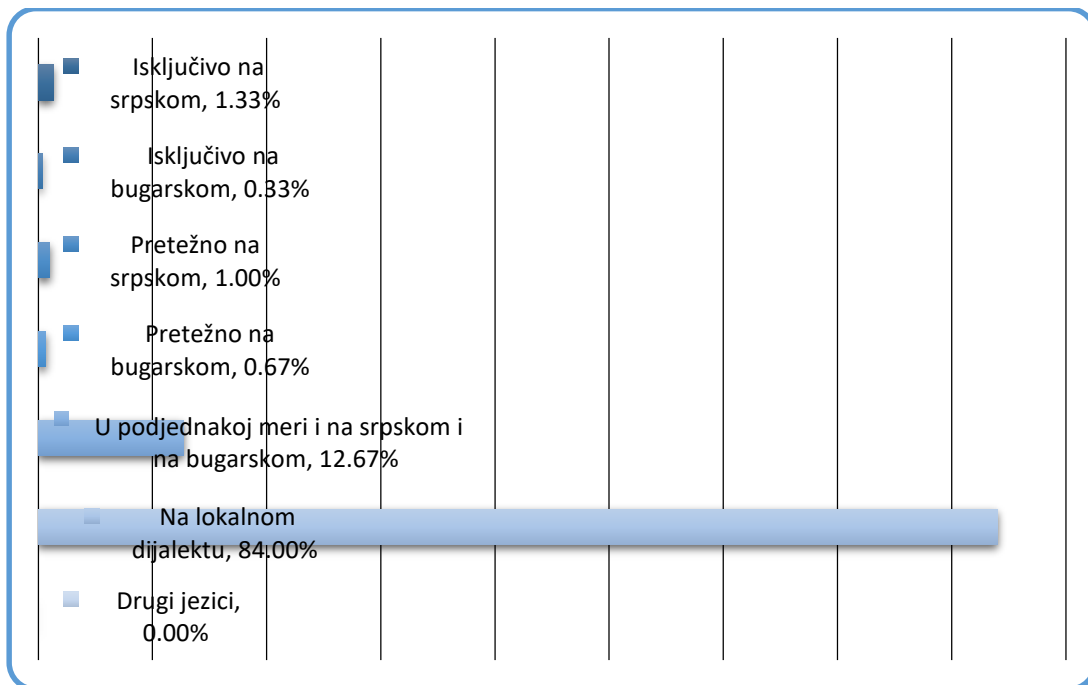 Isključivo na
srpskom, 1.33%
Isključivo na
bugarskom, 0.33%
Pretežno na
srpskom, 1.00%
Pretežno na
bugarskom, 0.67%
U podjednakoj meri i na srpskom i
na bugarskom, 12.67%
Na lokalnom
dijalektu, 84.00%
Drugi jezici,
0.00%